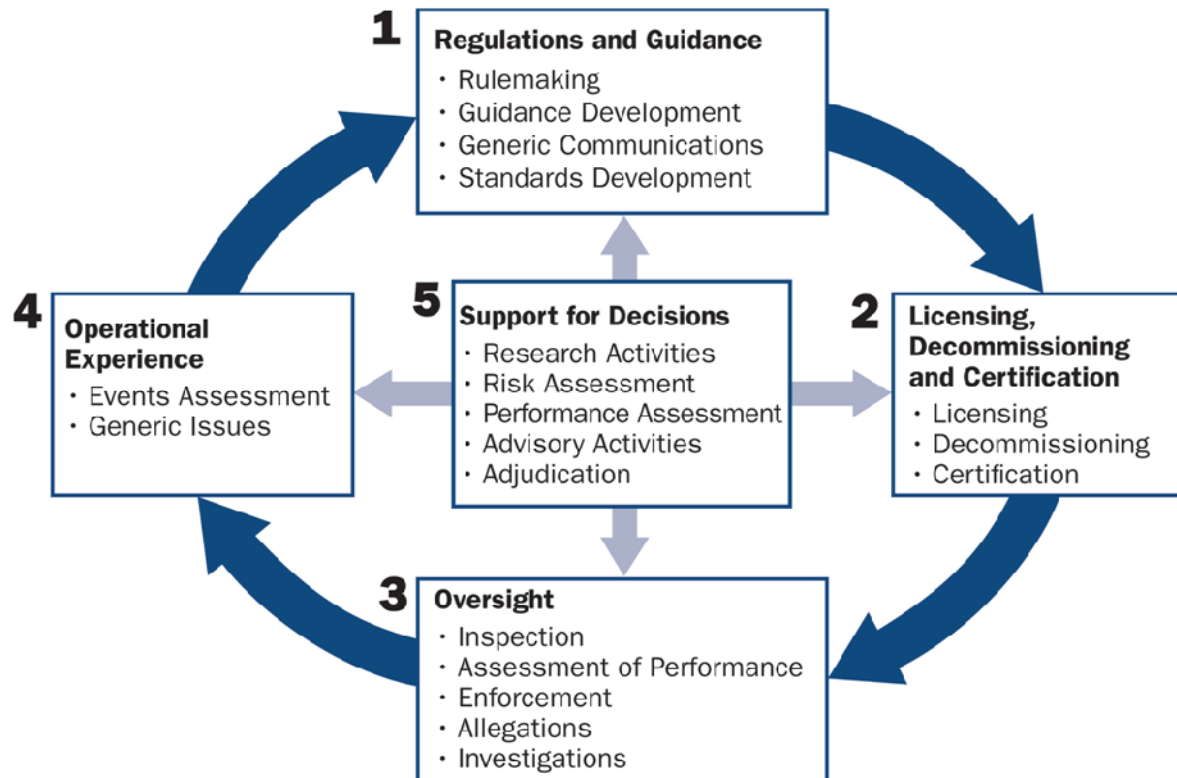 1
Regulations and Guidance
· Rulemaking
· Guidance Development
· Generic Communications
· Standards Development
4
Operational
Experience
· Events Assessment
· Generic Issues
5
Support for Decisions
· Research Activities
· Risk Assessment
· Performance Assessment
· Advisory Activities
· Adjudication
2
Licensing,
Decommissioning
and Certification
· Licensing
· Decommissioning
· Certification
3
Oversight
· Inspection
· Assessment of Performance
· Enforcement
· Allegations
· Investigations